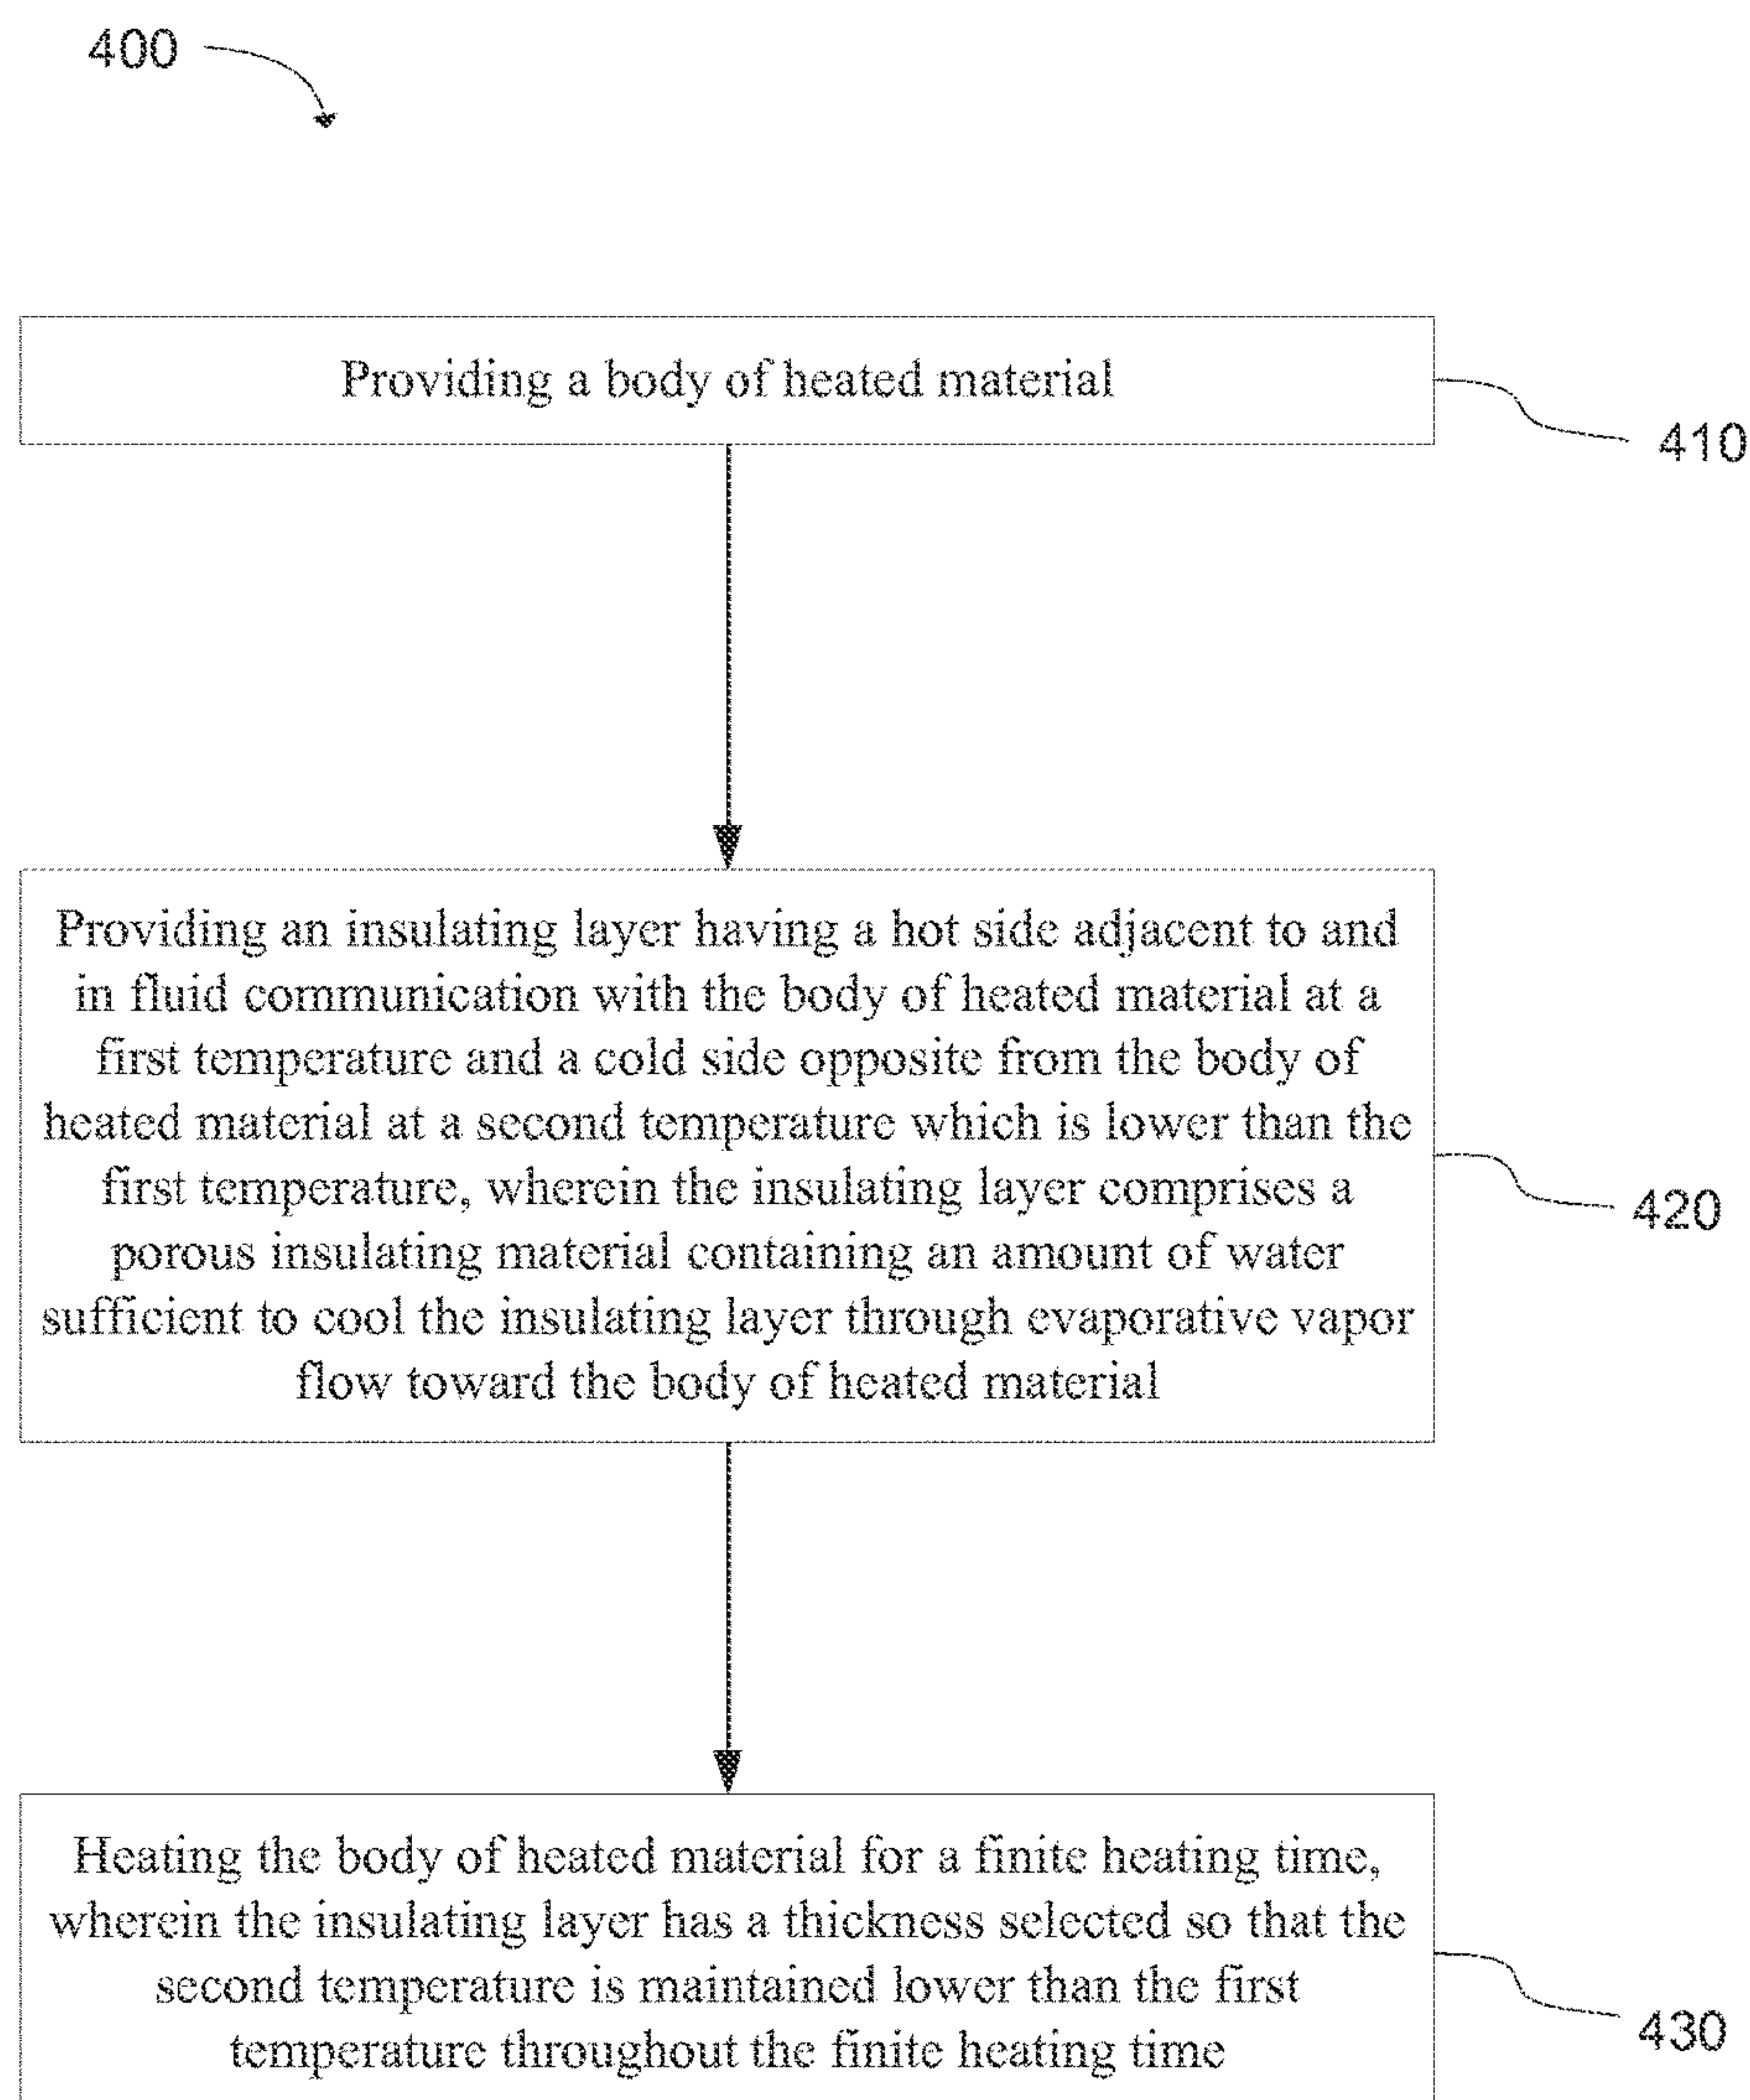 400
Providing a body of heated material
410
Providing an insulating layer having a hot side adjacent to and
in fluid communication with the body of heated material at a
first temperature and a cold side opposite from the body of
heated material at a second temperature which is lower than the
first temperature, wherein the insulating layer comprises a
porous insulating material containing an amount of water
sufficient to cool the insulating layer through evaporative vapor
flow toward the body of heated material
420
Heating the body of heated material for a finite heating time,
wherein the insulating layer has a thickness selected so that the
second temperature is maintained lower than the first
temperature throughout the finite heating time
430